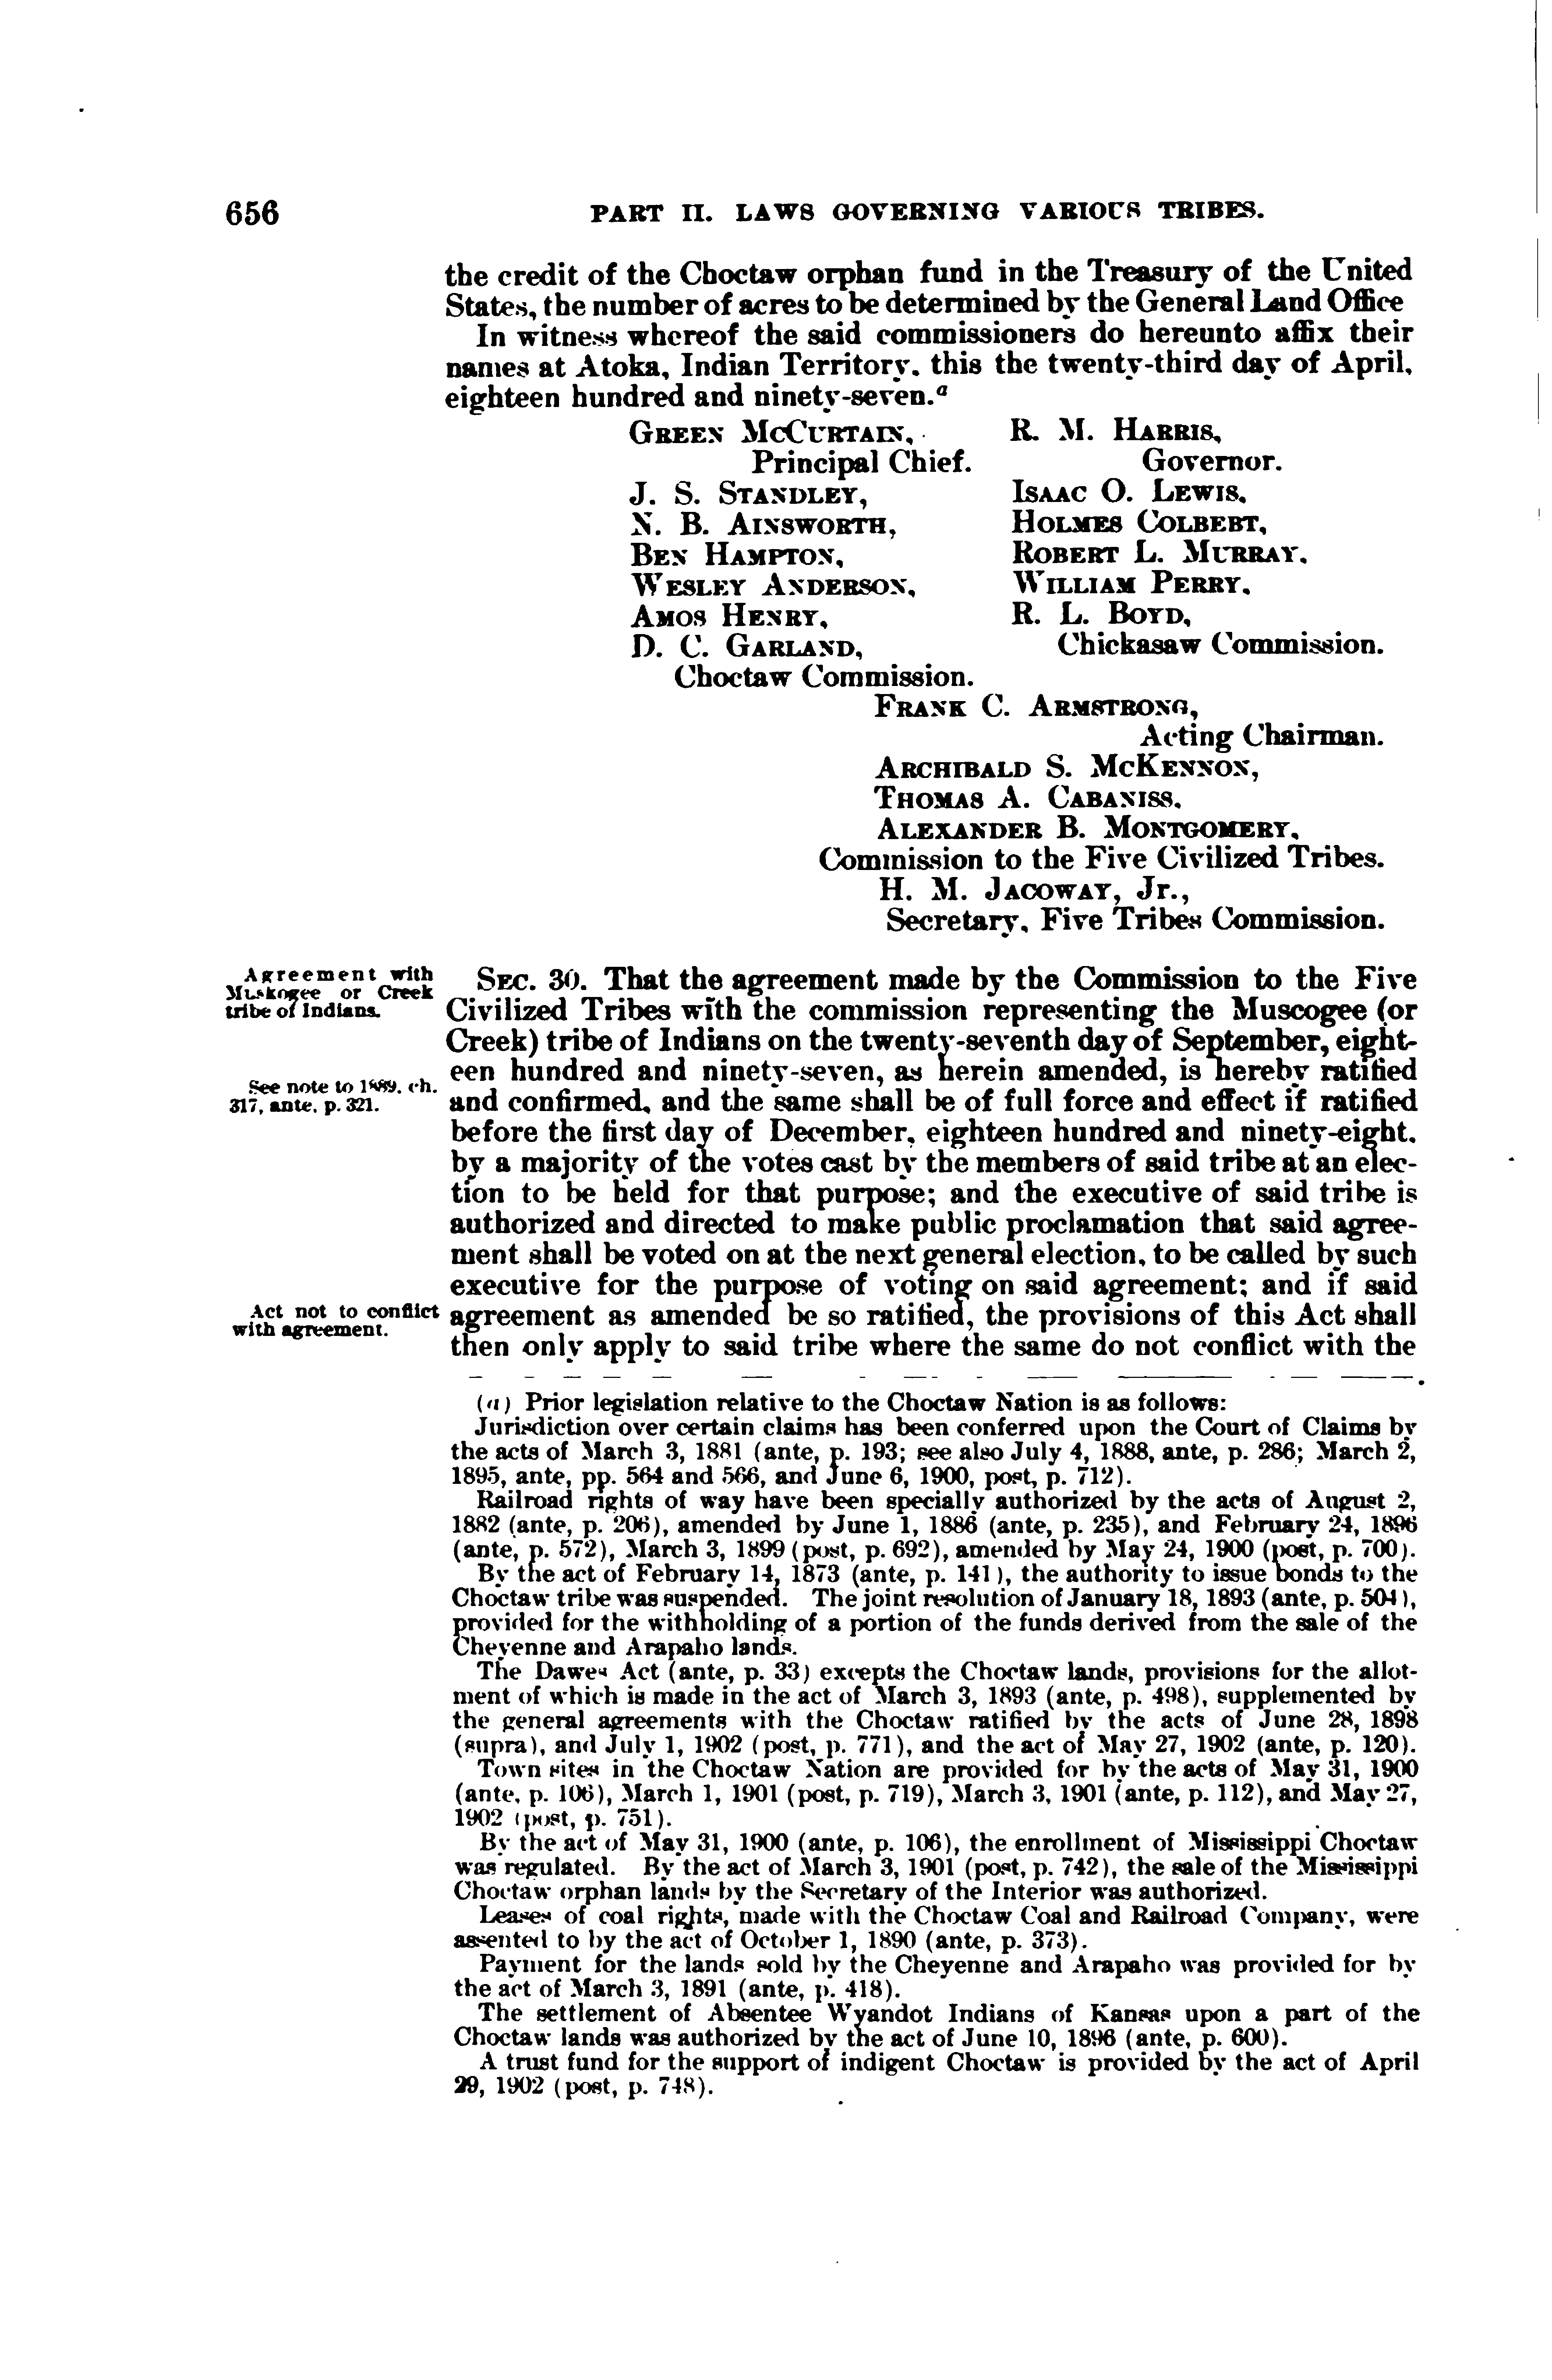 656
PART II. LAWS GOVERNING VARIOUS TRIBES.
the credit of the Choctaw orphan fund in the Treasury of the United
States, the number of acres to be determined by the General Land Office
In witness whereof the said commissioners do hereunto affix their
names at Atoka, Indian Territory, this the twenty-third day of April,
eighteen hundred and ninety-seven.a
GREEN MCCURTAIN,
Principal Chief.
J. S. STANDLEY,
N. B. AINSWORTH,
BEN HAMPTON,
WESLEY ANDERSON,
AMOS HENRY,
D. C. GARLAND,
Choctaw Commission.
R. M. HARRIS,
Governor.
ISAAC O. LEWIS,
HOLMES COLBERT,
ROBERT L. MURRAY,
WILLIAM PERRY,
R. L. BOYD,
Chickasaw Commission.
FRANK C. ARMSTRONG,
Acting Chairman.
ARCHIBALD S. MCKENNON,
THOMAS A. CABANISS,
ALEXANDER B. MONTGOMERY,
Commission to the Five Civilized Tribes.
H. M. JACOWAY, Jr.,
Secretary, Five Tribes Commission.
Agreement with
Muskogee or Creek
tribe of Indians.
SEC. 30. That the agreement made by the Commission to the Five
Civilized Tribes with the commission representing the Muscogee (or
Creek) tribe of Indians on the twenty-seventh day of September, eight-
een hundred and ninety-seven, as herein amended, is hereby ratified
See note to 1889, ch.
317, ante, p. 321.
and confirmed, and the same shall be of full force and effect if ratified
before the first day of December, eighteen hundred and ninety-eight,
by a majority of the votes cast by the members of said tribe at an elec-
tion to be held for that purpose; and the executive of said tribe is
authorized and directed to make public proclamation that said agree-
ment shall be voted on at the next general election, to be called by such
executive for the purpose of voting on said agreement; and if said
Act not to conflict
with agreement.
agreement as amended be so ratified, the provisions of this Act shall
then only apply to said tribe where the same do not conflict with the
(a) Prior legislation relative to the Choctaw Nation is as follows:
Jurisdiction over certain claims has been conferred upon the Court of Claims by
the acts of March 3, 1881 (ante, p. 193; see also July 4, 1888, ante, p. 286; March 2,
1895, ante, pp. 564 and 566, and June 6, 1900, post, p. 712).
Railroad rights of way have been specially authorized by the acts of August 2,
1882 (ante, p. 206), amended by June 1, 1886 (ante, p. 235), and February 24, 1896
(ante, p. 572), March 3, 1899 (post, p. 692), amended by May 24, 1900 (post, p. 700).
By the act of February 14, 1873 (ante, p. 141), the authority to issue bonds to the
Choctaw tribe was suspended. The joint resolution of January 18, 1893 (ante, p. 504),
provided for the withholding of a portion of the funds derived from the sale of the
Cheyenne and Arapaho lands.
The Dawes Act (ante, p. 33) excepts the Choctaw lands, provisions for the allot-
ment of which is made in the act of March 3, 1893 (ante, p. 498), supplemented by
the general agreements with the Choctaw ratified by the acts of June 28, 1898
(supra), and July 1, 1902 (post, p. 771), and the act of May 27, 1902 (ante, p. 120).
Town sites in the Choctaw Nation are provided for by the acts of May 31, 1900
(ante, p. 106), March 1, 1901 (post, p. 719), March 3, 1901 (ante, p. 112), and May 27,
1902 (post, p. 751).
By the act of May 31, 1900 (ante, p. 106), the enrollment of Mississippi Choctaw
was regulated. By the act of March 3, 1901 (post, p. 742), the sale of the Mississippi
Choctaw orphan lands by the Secretary of the Interior was authorized.
Leases of coal rights, made with the Choctaw Coal and Railroad Company, were
assented to by the act of October 1, 1890 (ante, p. 373).
Payment for the lands sold by the Cheyenne and Arapaho was provided for by
the act of March 3, 1891 (ante, p. 418).
The settlement of Absentee Wyandot Indians of Kansas upon a part of the
Choctaw lands was authorized by the act of June 10, 1896 (ante, p. 600).
A trust fund for the support of indigent Choctaw is provided by the act of April
29, 1902 (post, p. 748).